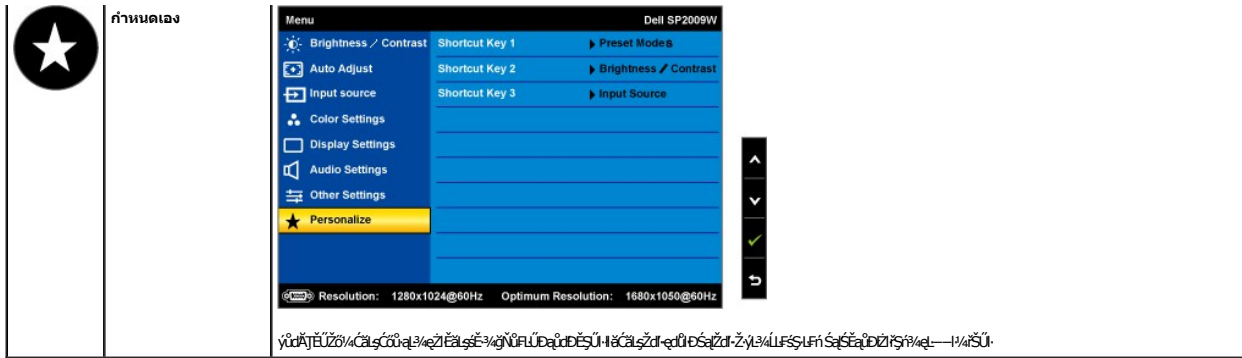 กำหนดเอง
Menu Dell SP2009W
Brightness / Contrast Shortcut Key 1 Preset Modes
Auto Adjust Shortcut Key 2 Brightness / Contrast
Input source Shortcut Key 3 Input Source
Color Settings
Display Settings
Audio Settings
Other Settings
Personalize
Resolution: 1280x1024@60Hz Optimum Resolution: 1680x1050@60Hz